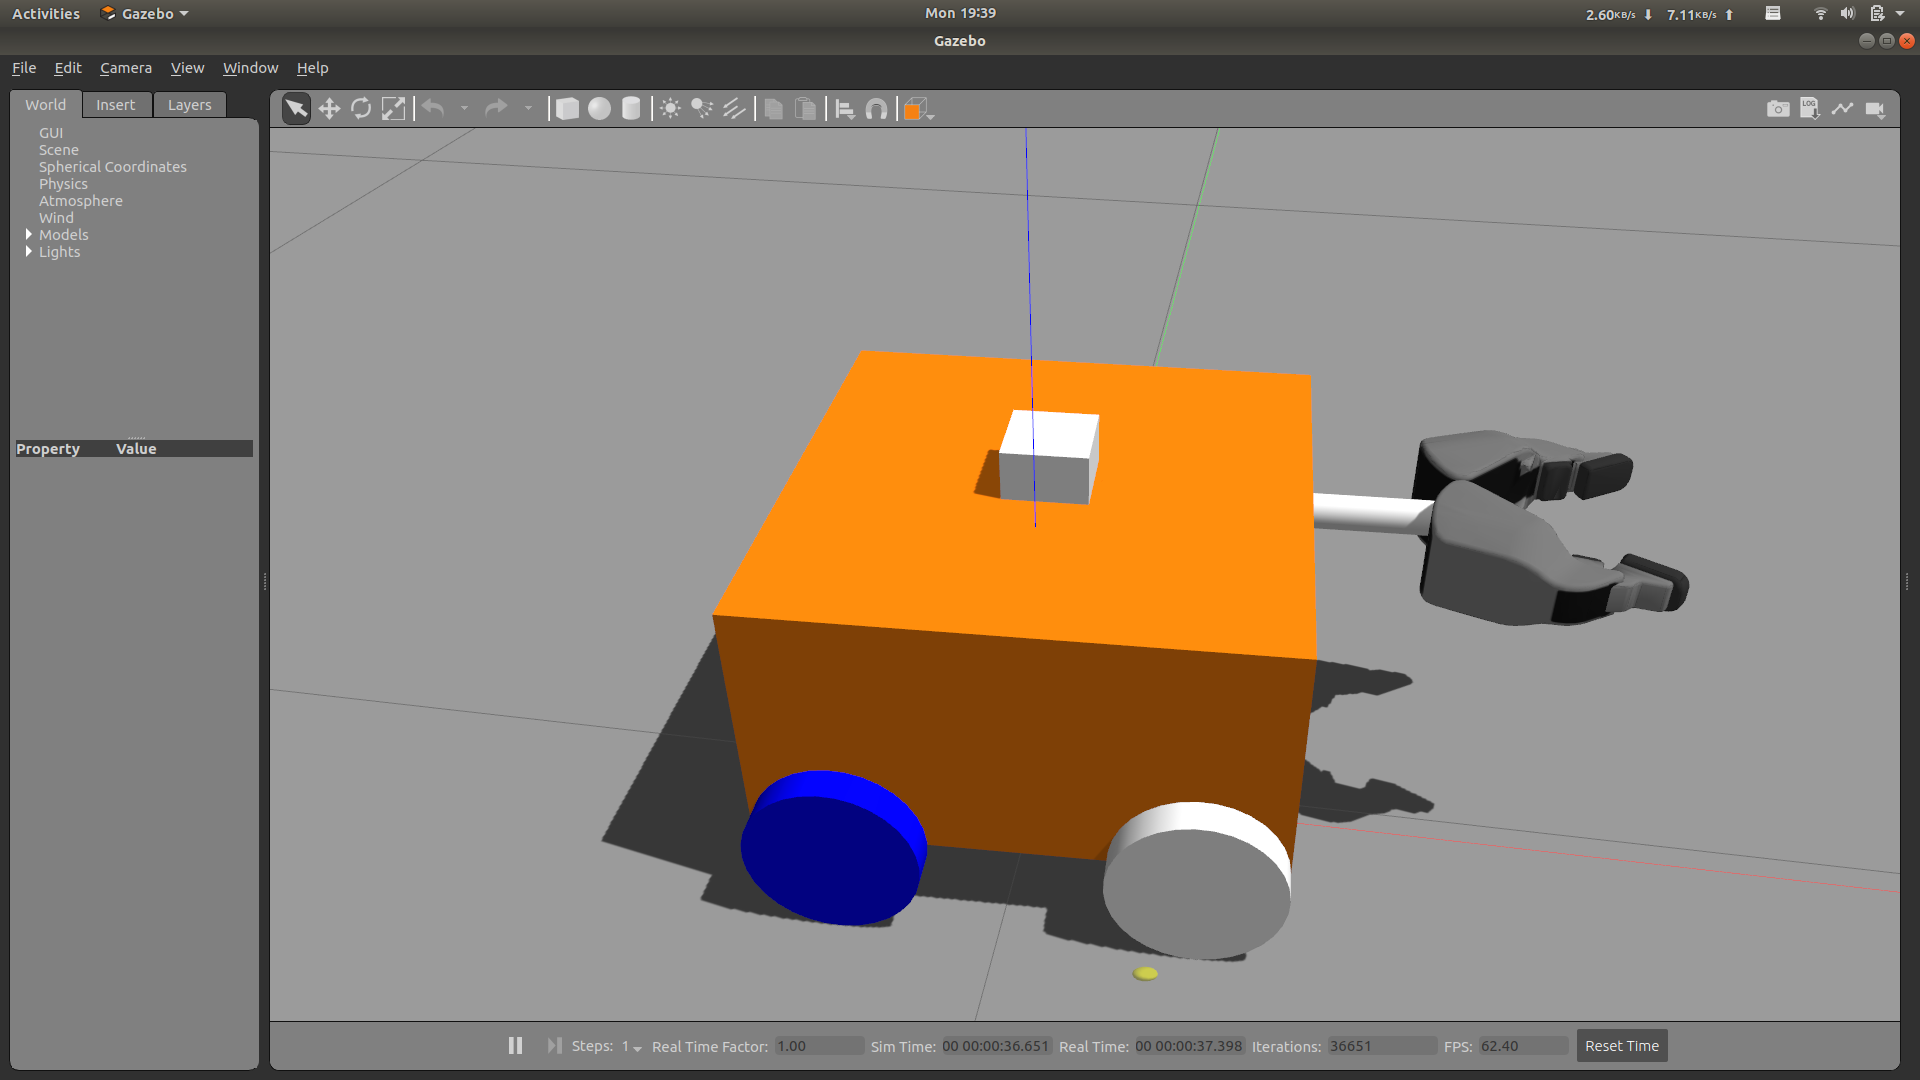 Activities Gazebo Mon 19:39 2.60KB/s 7.11KB/s
Gazebo
File Edit Camera View Window Help
World Insert Layers
LOG
GUI
Scene
Spherical Coordinates
Physics
Atmosphere
Wind
Models
Lights
Property Value
Steps: 1 Real Time Factor: 1.00 Sim Time: 00 00:00:36.651 Real Time: 00 00:00:37.398 Iterations: 36651 FPS: 62.40 Reset Time